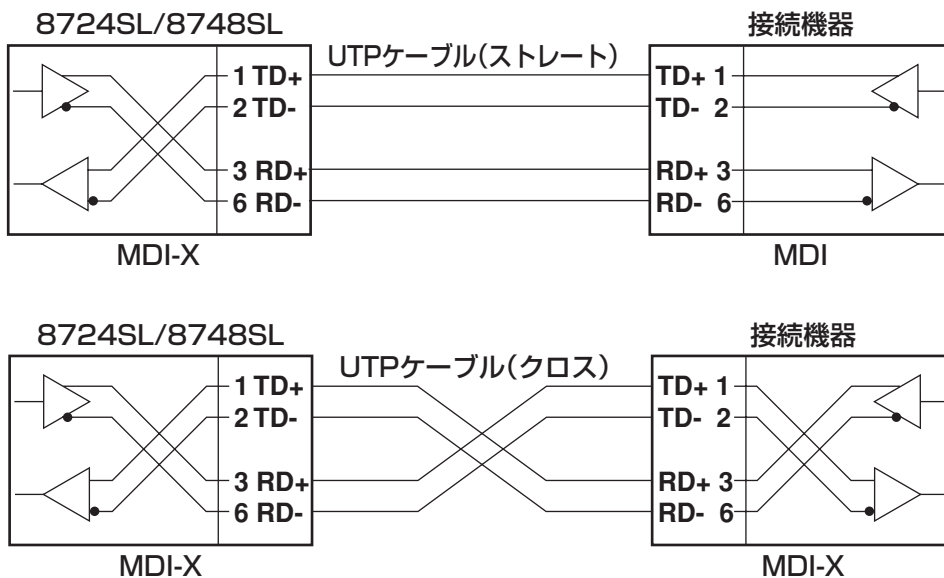 8724SL/8748SL
接続機器
UTPケーブル(ストレート)
1 TD+
2 TD-
3 RD+
6 RD-
TD+ 1
TD- 2
RD+ 3
RD- 6
MDI-X
MDI
8724SL/8748SL
接続機器
UTPケーブル(クロス)
1 TD+
2 TD-
3 RD+
6 RD-
TD+ 1
TD- 2
RD+ 3
RD- 6
MDI-X
MDI-X